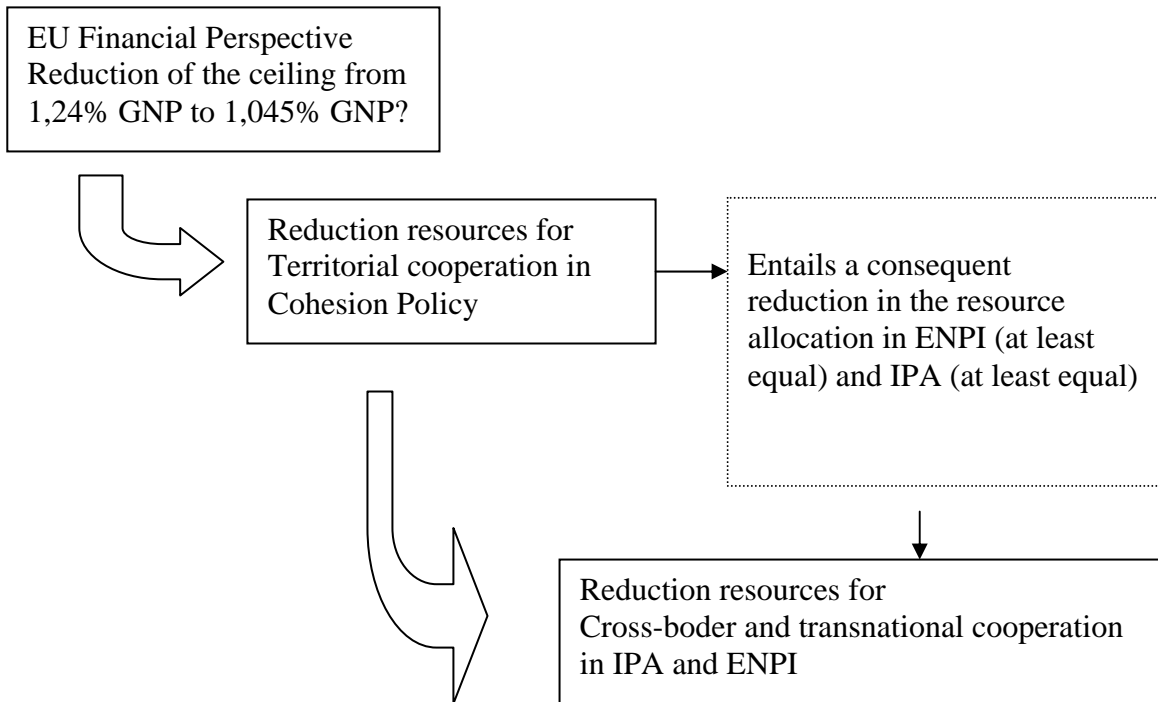 EU Financial Perspective
Reduction of the ceiling from
1,24% GNP to 1,045% GNP?
Reduction resources for
Territorial cooperation in
Cohesion Policy
Entails a consequent
reduction in the resource
allocation in ENPI (at least
equal) and IPA (at least equal)
Reduction resources for
Cross-boder and transnational cooperation
in IPA and ENPI